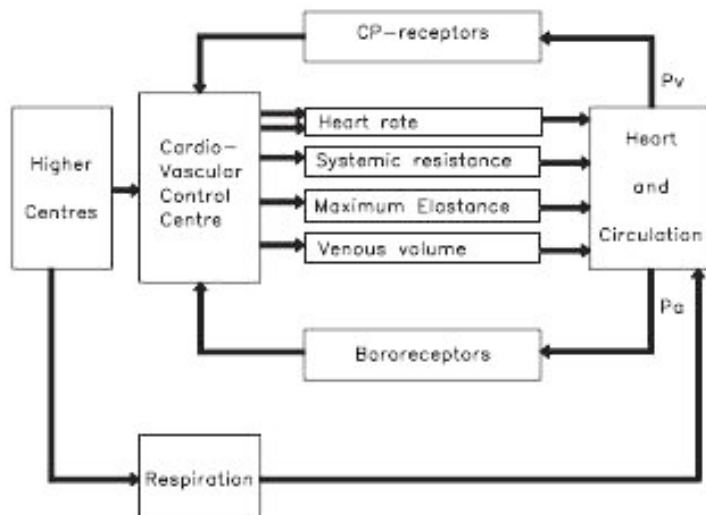 CP-receptors
Pv
Higher
Centres
Cardio-
Vascular
Control
Centre
Heart rate
Systemic resistance
Maximum Elastance
Venous volume
Heart
and
Circulation
Pa
Baroreceptors
Respiration